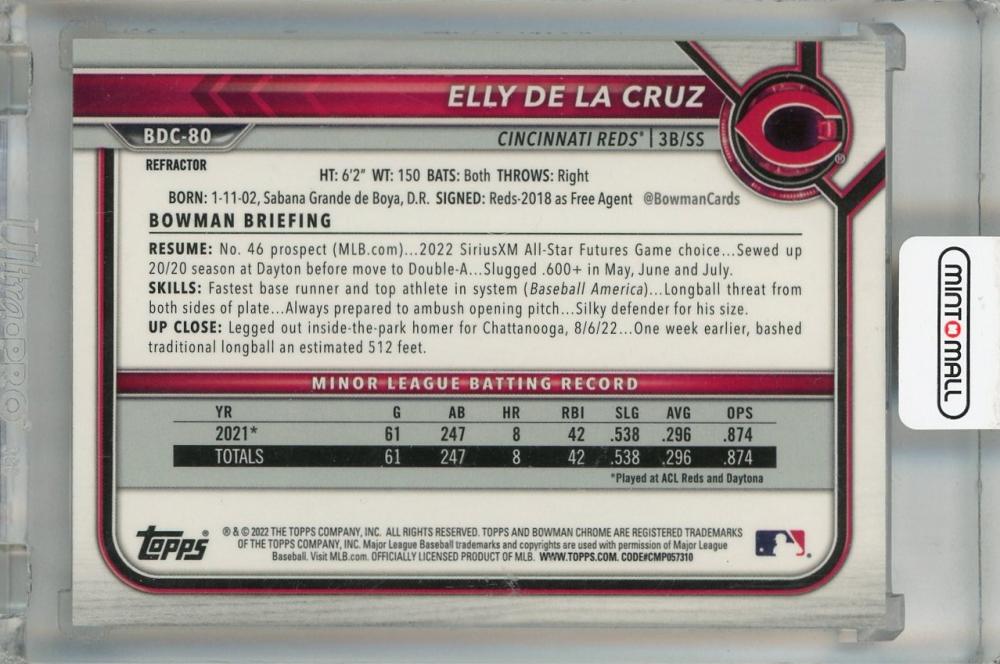 ELLY DE LA CRUZ
BDC-80
CINCINNATI REDS® | 3B/SS
REFRACTOR
HT: 6'2" WT: 150 BATS: Both THROWS: Right
BORN: 1-11-02, Sabana Grande de Boya, D.R. SIGNED: Reds-2018 as Free Agent @BowmanCards
BOWMAN BRIEFING
RESUME: No. 46 prospect (MLB.com)...2022 SiriusXM All-Star Futures Game choice...Sewed up
20/20 season at Dayton before move to Double-A...Slugged .600+ in May, June and July.
SKILLS: Fastest base runner and top athlete in system (Baseball America)...Longball threat from
both sides of plate...Always prepared to ambush opening pitch...Silky defender for his size.
UP CLOSE: Legged out inside-the-park homer for Chattanooga, 8/6/22...One week earlier, bashed
traditional longball an estimated 512 feet.
MINOR LEAGUE BATTING RECORD
YR G AB HR RBI SLG AVG OPS
2021* 61 247 8 42 .538 .296 .874
TOTALS 61 247 8 42 .538 .296 .874
*Played at ACL Reds and Daytona
TOPPS®
® & © 2022 THE TOPPS COMPANY, INC. ALL RIGHTS RESERVED. TOPPS AND BOWMAN CHROME ARE REGISTERED TRADEMARKS
OF THE TOPPS COMPANY, INC. Major League Baseball trademarks and copyrights are used with permission of Major League
Baseball. Visit MLB.com. OFFICIALLY LICENSED PRODUCT OF MLB. WWW.TOPPS.COM. CODE#CMP057310
MINT MALL
Ultra PRO